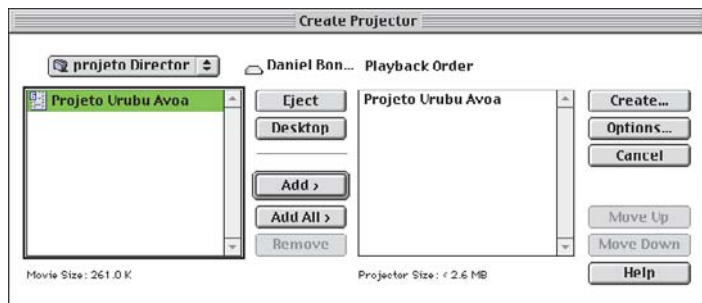 Create Projector
projeto Director
Daniel Bon...
Playback Order
Projeto Urubu Avoa
Eject
Desktop
Add >
Add All >
Remove
Projeto Urubu Avoa
Create...
Options...
Cancel
Move Up
Move Down
Help
Movie Size: 261.0 K
Projector Size: < 2.6 MB